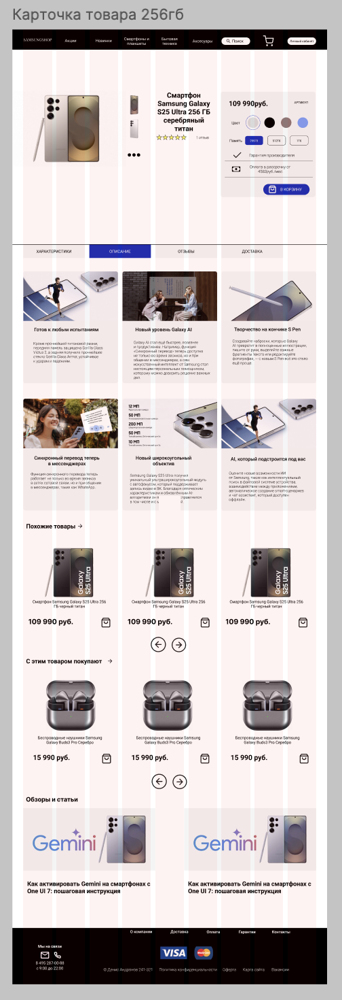 Карточка товара 256гб
SAMSUNGSHOP
Акции
Новинки
Смартфоны и
планшеты
Бытовая
техника
Аксесуары
Поиск
Личный кабинет
Смартфон
Samsung Galaxy
S25 Ultra 256 ГБ
серебряный
титан
1 отзыв
109 990руб.
АРТИКУЛ
Цвет
Память
256ГБ
512ГБ
1ТБ
Гарантия производителя
Оплата в рассрочку от
4583руб./мес
В КОРЗИНУ
ХАРАКТЕРИСТИКИ
ОПИСАНИЕ
ОТЗЫВЫ
ДОСТАВКА
Готов к любым испытаниям
Кроме прочнейшей титановой рамки,
передняя панель защищена Gorilla Glass
Victus 2, а задняя получила прочнейшее
стекло Gorilla Glass Armor, устойчивое
к ударам и падениям.
Новый уровень Galaxy AI
Galaxy AI стал ещё быстрее, полезнее
и продуктивнее. Например, функция
«Синхронный перевод» теперь доступна
не только во время звонков, но и при
общении в мессенджерах, а сам
искусственный интеллект от Samsung стал
настоящим персональным помощником,
которому можно доверить решение важных
дел.
Творчество на кончике S Pen
Создавайте наброски, которые Galaxy
AI превратит в полноценные иллюстрации,
пишите от руки, выделяйте важные
фрагменты текста или редактируйте
фотографии, — с новым S Pen всё это стало
ещё проще.
Синхронный перевод теперь
в мессенджерах
Функция синхронного перевода теперь
работает не только во время звонков
в сетях сотовой связи, но и при общении
в мессенджерах, таких как WhatsApp.
12 МП
50 МП
200 МП
50 МП
10 МП
Новый широкоугольный
объектив
Samsung Galaxy S25 Ultra получил
уникальный ультраширокоугольный модуль
с автофокусом, который поддерживает
запись видео в 8K. Благодаря оптическим
характеристикам и обновлённым AI-
алгоритмам он п справляется
в том числе и с м
AI, который подстроится под вас
Оцените новые возможности ИИ
от Samsung, такие как интеллектуальный
поиск в файловой системе устройства,
взаимодействие между приложениями,
автоматическое создание smart-сценариев
и чат-ассистент, который доступен
оффлайн.
Похожие товары
Galaxy
S25 Ultra
Galaxy
S25 Ultra
Galaxy
S25 Ultra
Смартфон Samsung Galaxy S25 Ultra 256
ГБ черный титан
Смартфон Samsung Galaxy S25 Ultra 256
ГБ черный титан
Смартфон Samsung Galaxy S25 Ultra 256
ГБ черный титан
109 990 руб.
109 990 руб.
109 990 руб.
С этим товаром покупают
Беспроводные наушники Samsung
Galaxy Buds3 Pro Серебро
Беспроводные наушники Samsung
Galaxy Buds3 Pro Серебро
Беспроводные наушники Samsung
Galaxy Buds3 Pro Серебро
15 990 руб.
15 990 руб.
15 990 руб.
Обзоры и статьи
Gemini
Gemini
Как активировать Gemini на смартфонах с
One UI 7: пошаговая инструкция
Как активировать Gemini на смартфонах с
One UI 7: пошаговая инструкция
О компании
Доставка
Оплата
Гарантии
Контакты
Мы на связи
8 495 287-00-88
с 9:00 до 22:00
VISA
MasterCard
© Денис Андронов 241-321
Политика конфиденциальности
Оферта
Карта сайта
Вакансии